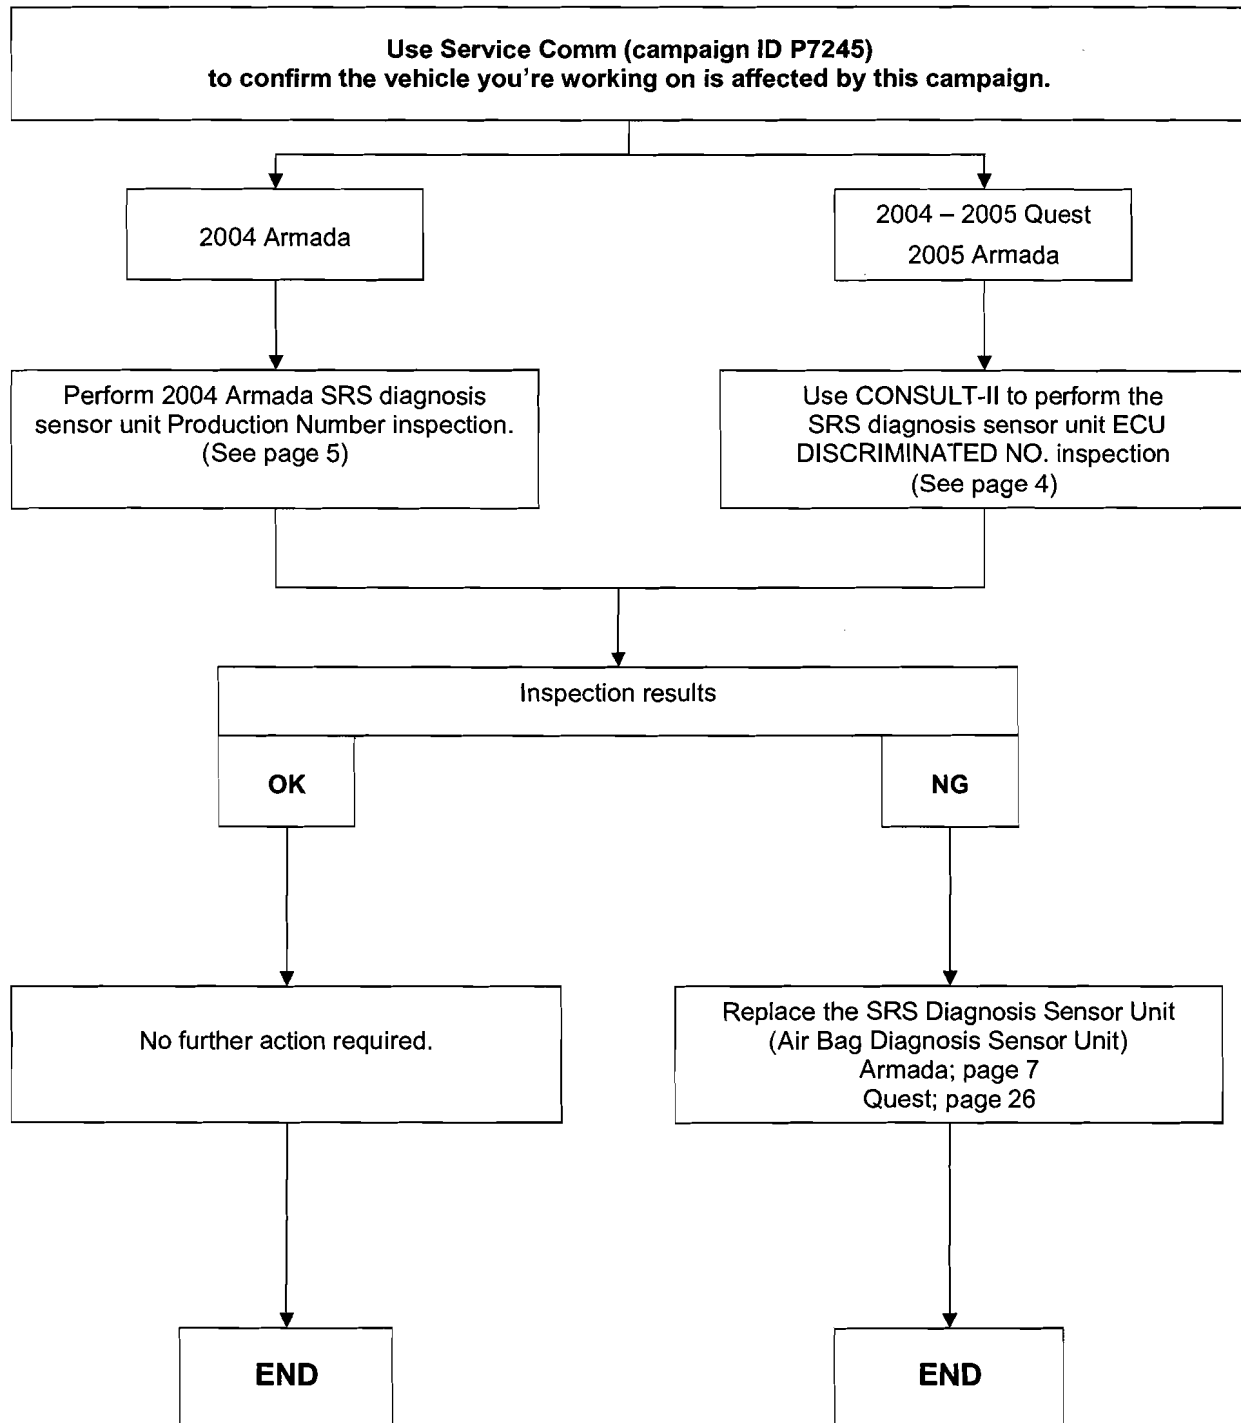 Use Service Comm (campaign ID P7245)
to confirm the vehicle you're working on is affected by this campaign.
2004 Armada
2004 – 2005 Quest
2005 Armada
Perform 2004 Armada SRS diagnosis
sensor unit Production Number inspection.
(See page 5)
Use CONSULT-II to perform the
SRS diagnosis sensor unit ECU
DISCRIMINATED NO. inspection
(See page 4)
Inspection results
OK
NG
No further action required.
Replace the SRS Diagnosis Sensor Unit
(Air Bag Diagnosis Sensor Unit)
Armada; page 7
Quest; page 26
END
END